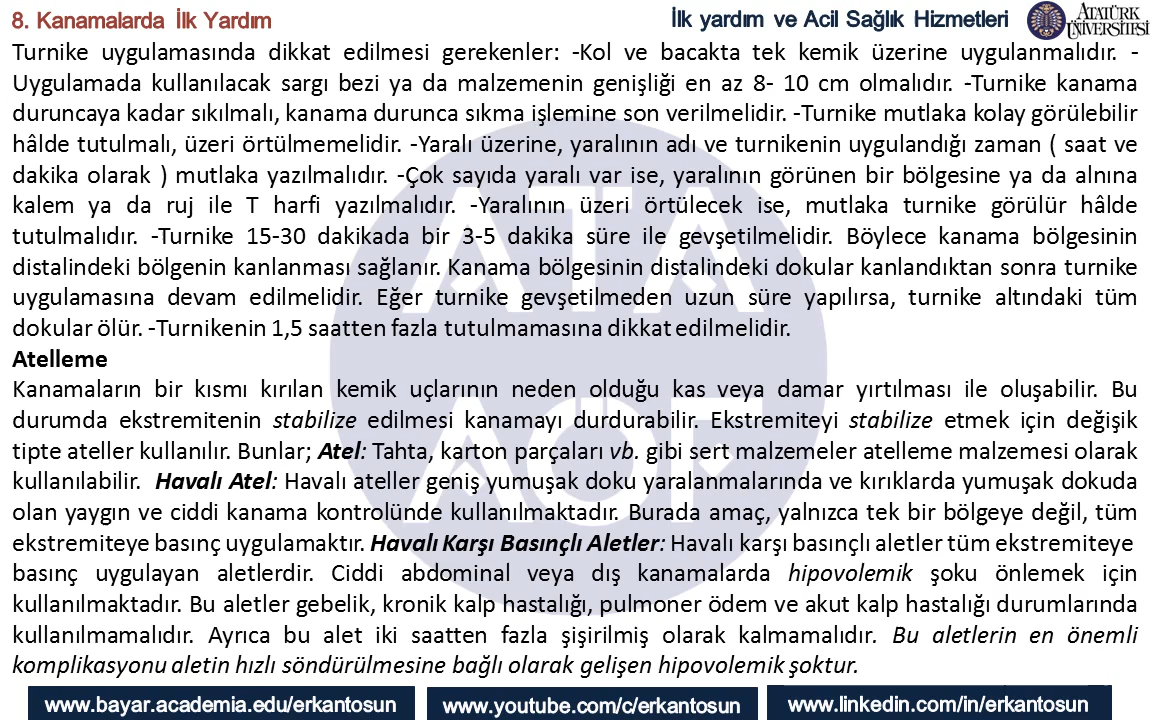 8. Kanamalarda İlk Yardım
İlk yardım ve Acil Sağlık Hizmetleri
ATATÜRK
ÜNİVERSİTESİ
Turnike uygulamasında dikkat edilmesi gerekenler: -Kol ve bacakta tek kemik üzerine uygulanmalıdır. -
Uygulamada kullanılacak sargı bezi ya da malzemenin genişliği en az 8- 10 cm olmalıdır. -Turnike kanama
duruncaya kadar sıkılmalı, kanama durunca sıkma işlemine son verilmelidir. -Turnike mutlaka kolay görülebilir
hâlde tutulmalı, üzeri örtülmemelidir. -Yaralı üzerine, yaralının adı ve turnikenin uygulandığı zaman ( saat ve
dakika olarak ) mutlaka yazılmalıdır. -Çok sayıda yaralı var ise, yaralının görünen bir bölgesine ya da alnına
kalem ya da ruj ile T harfi yazılmalıdır. -Yaralının üzeri örtülecek ise, mutlaka turnike görülür hâlde
tutulmalıdır. -Turnike 15-30 dakikada bir 3-5 dakika süre ile gevşetilmelidir. Böylece kanama bölgesinin
distalindeki bölgenin kanlanması sağlanır. Kanama bölgesinin distalindeki dokular kanlandıktan sonra turnike
uygulamasına devam edilmelidir. Eğer turnike gevşetilmeden uzun süre yapılırsa, turnike altındaki tüm
dokular ölür. -Turnikenin 1,5 saatten fazla tutulmamasına dikkat edilmelidir.
Atelleme
Kanamaların bir kısmı kırılan kemik uçlarının neden olduğu kas veya damar yırtılması ile oluşabilir. Bu
durumda ekstremitenin stabilize edilmesi kanamayı durdurabilir. Ekstremiteyi stabilize etmek için değişik
tipte ateller kullanılır. Bunlar; Atel: Tahta, karton parçaları vb. gibi sert malzemeler atelleme malzemesi olarak
kullanılabilir. Havalı Atel: Havalı ateller geniş yumuşak doku yaralanmalarında ve kırıklarda yumuşak dokuda
olan yaygın ve ciddi kanama kontrolünde kullanılmaktadır. Burada amaç, yalnızca tek bir bölgeye değil, tüm
ekstremiteye basınç uygulamaktır. Havalı Karşı Basınçlı Aletler: Havalı karşı basınçlı aletler tüm ekstremiteye
basınç uygulayan aletlerdir. Ciddi abdominal veya dış kanamalarda hipovolemik şoku önlemek için
kullanılmaktadır. Bu aletler gebelik, kronik kalp hastalığı, pulmoner ödem ve akut kalp hastalığı durumlarında
kullanılmamalıdır. Ayrıca bu alet iki saatten fazla şişirilmiş olarak kalmamalıdır. Bu aletlerin en önemli
komplikasyonu aletin hızlı söndürülmesine bağlı olarak gelişen hipovolemik şoktur.
ATA
AÖF
www.bayar.academia.edu/erkantosun
www.youtube.com/c/erkantosun
www.linkedin.com/in/erkantosun